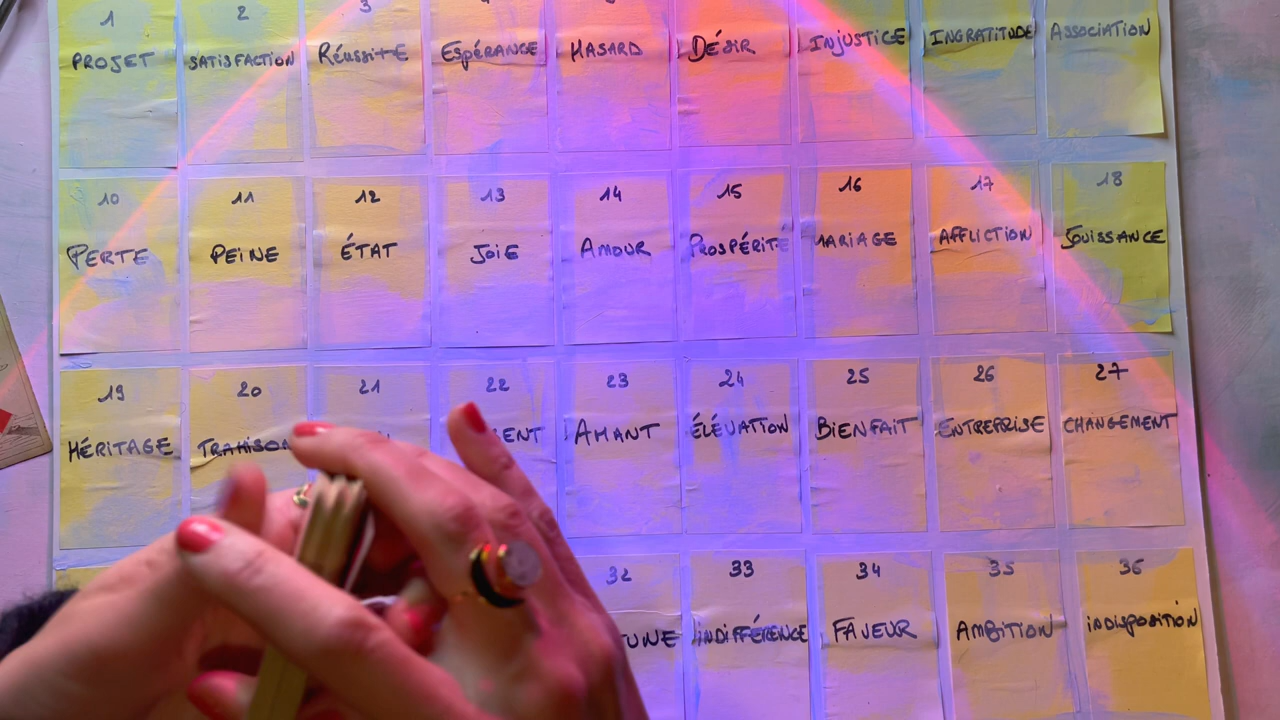 1 2 3
PROJET SATISFACTION RÉUSSITE ESPÉRANCE HASARD DÉSIR INJUSTICE INGRATITUDE ASSOCIATION
10 11 12 13 14 15 16 17 18
PERTE PEINE ÉTAT JOIE AMOUR PROSPÉRITÉ MARIAGE AFFLICTION JOUISSANCE
19 20 21 22 23 24 25 26 27
HÉRITAGE TRAHISON AMANT ÉLÉVATION BIENFAIT ENTREPRISE CHANGEMENT
32 33 34 35 36
INDIFFÉRENCE FAVEUR AMBITION INDISPOSITION